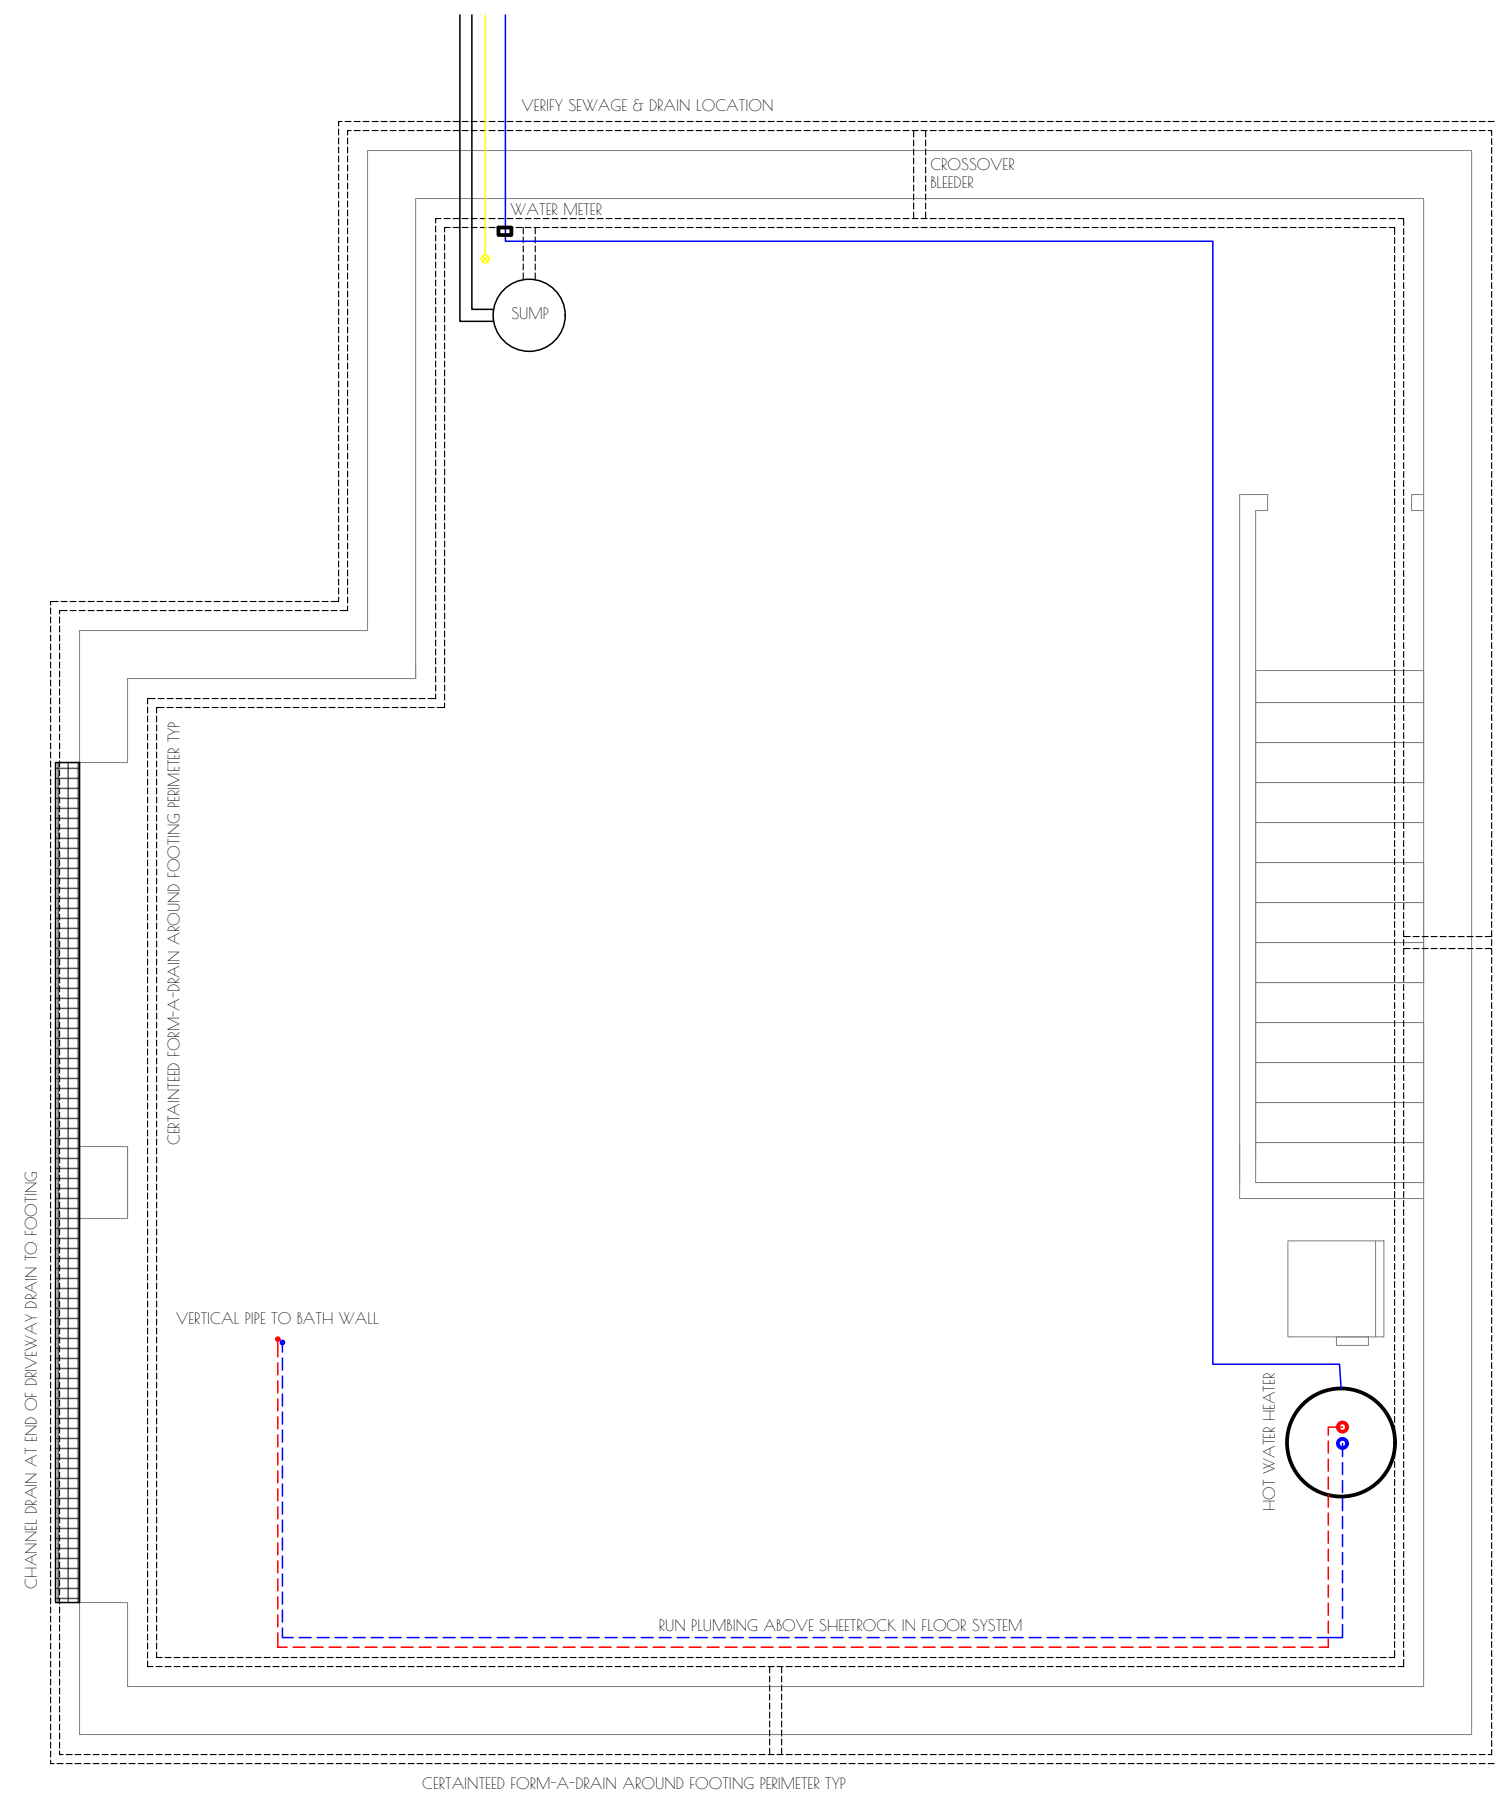 VERIFY SEWAGE & DRAIN LOCATION
CROSSOVER
BLEEDER
WATER METER
SUMP
CERTAINTEED FORM-A-DRAIN AROUND FOOTING PERIMETER TYP
CHANNEL DRAIN AT END OF DRIVEWAY DRAIN TO FOOTING
VERTICAL PIPE TO BATH WALL
HOT WATER HEATER
RUN PLUMBING ABOVE SHEETROCK IN FLOOR SYSTEM
CERTAINTEED FORM-A-DRAIN AROUND FOOTING PERIMETER TYP